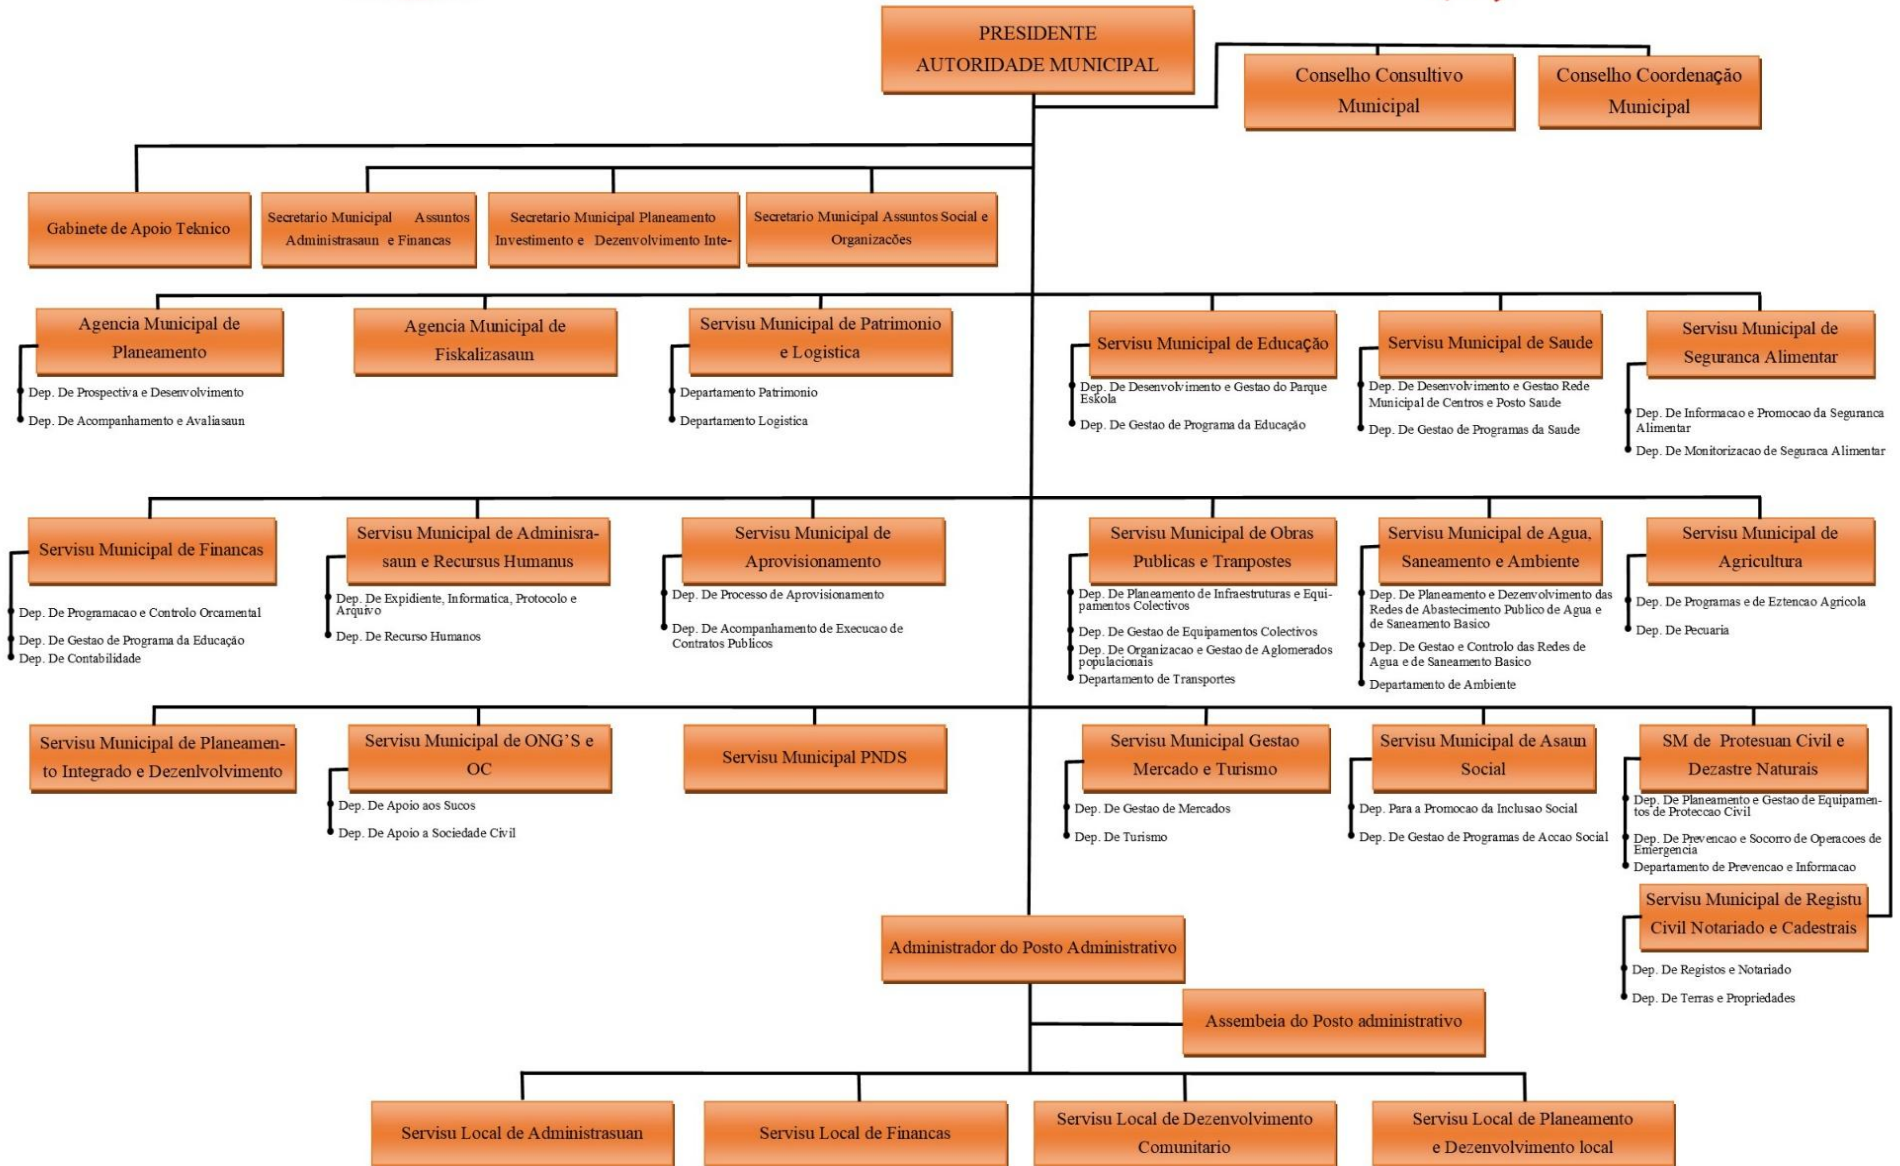 PRESIDENTE
AUTORIDADE MUNICIPAL
Conselho Consultivo
Municipal
Conselho Coordenação
Municipal
Gabinete de Apoio Teknico
Secretario Municipal Assuntos
Administrasaun e Financas
Secretario Municipal Planeamento
Investimento e Dezenvolvimento Inte-
Secretario Municipal Assuntos Social e
Organizacões
Agencia Municipal de
Planeamento
Dep. De Prospectiva e Desenvolvimento
Dep. De Acompanhamento e Avaliasaun
Agencia Municipal de
Fiskalizasaun
Servisu Municipal de Patrimonio
e Logistica
Departamento Patrimonio
Departamento Logistica
Servisu Municipal de Educação
Dep. De Desenvolvimento e Gestao do Parque
Eskola
Dep. De Gestao de Programa da Educação
Servisu Municipal de Saude
Dep. De Desenvolvimento e Gestao Rede
Municipal de Centros e Posto Saude
Dep. De Gestao de Programas da Saude
Servisu Municipal de
Seguranca Alimentar
Dep. De Informacao e Promocao da Seguranca
Alimentar
Dep. De Monitorizacao de Seguraca Alimentar
Servisu Municipal de Financas
Dep. De Programacao e Controlo Orcamental
Dep. De Gestao de Programa da Educação
Dep. De Contabilidade
Servisu Municipal de Adminisra-
saun e Recursus Humanus
Dep. De Expidiente, Informatica, Protocolo e
Arquivo
Dep. De Recurso Humanos
Servisu Municipal de
Aprovisionamento
Dep. De Processo de Aprovisionamento
Dep. De Acompanhamento de Execucao de
Contratos Publicos
Servisu Municipal de Obras
Publicas e Tranpostes
Dep. De Planeamento de Infraestruturas e Equi-
pamentos Colectivos
Dep. De Gestao de Equipamentos Colectivos
Dep. De Organizacao e Gestao de Aglomerados
populacionais
Departamento de Transportes
Servisu Municipal de Agua,
Saneamento e Ambiente
Dep. De Planeamento e Dezenvolvimento das
Redes de Abastecimento Publico de Agua e
de Saneamento Basico
Dep. De Gestao e Controlo das Redes de
Agua e de Saneamento Basico
Departamento de Ambiente
Servisu Municipal de
Agricultura
Dep. De Programas e de Eztencao Agricola
Dep. De Pecuaria
Servisu Municipal de Planeamen-
to Integrado e Dezenlvolvimento
Servisu Municipal de ONG'S e
OC
Dep. De Apoio aos Sucos
Dep. De Apoio a Sociedade Civil
Servisu Municipal PNDS
Servisu Municipal Gestao
Mercado e Turismo
Dep. De Gestao de Mercados
Dep. De Turismo
Servisu Municipal de Asaun
Social
Dep. Para a Promocao da Inclusao Social
Dep. De Gestao de Programas de Accao Social
SM de Protesuan Civil e
Dezastre Naturais
Dep. De Planeamento e Gestao de Equipamen-
tos de Proteccao Civil
Dep. De Prevencao e Socorro de Operacoes de
Emergencia
Departamento de Prevencao e Informacao
Servisu Municipal de Registu
Civil Notariado e Cadestrais
Dep. De Registos e Notariado
Dep. De Terras e Propriedades
Administrador do Posto Administrativo
Assembeia do Posto administrativo
Servisu Local de Administrasuan
Servisu Local de Financas
Servisu Local de Dezenvolvimento
Comunitario
Servisu Local de Planeamento
e Dezenvolvimento local